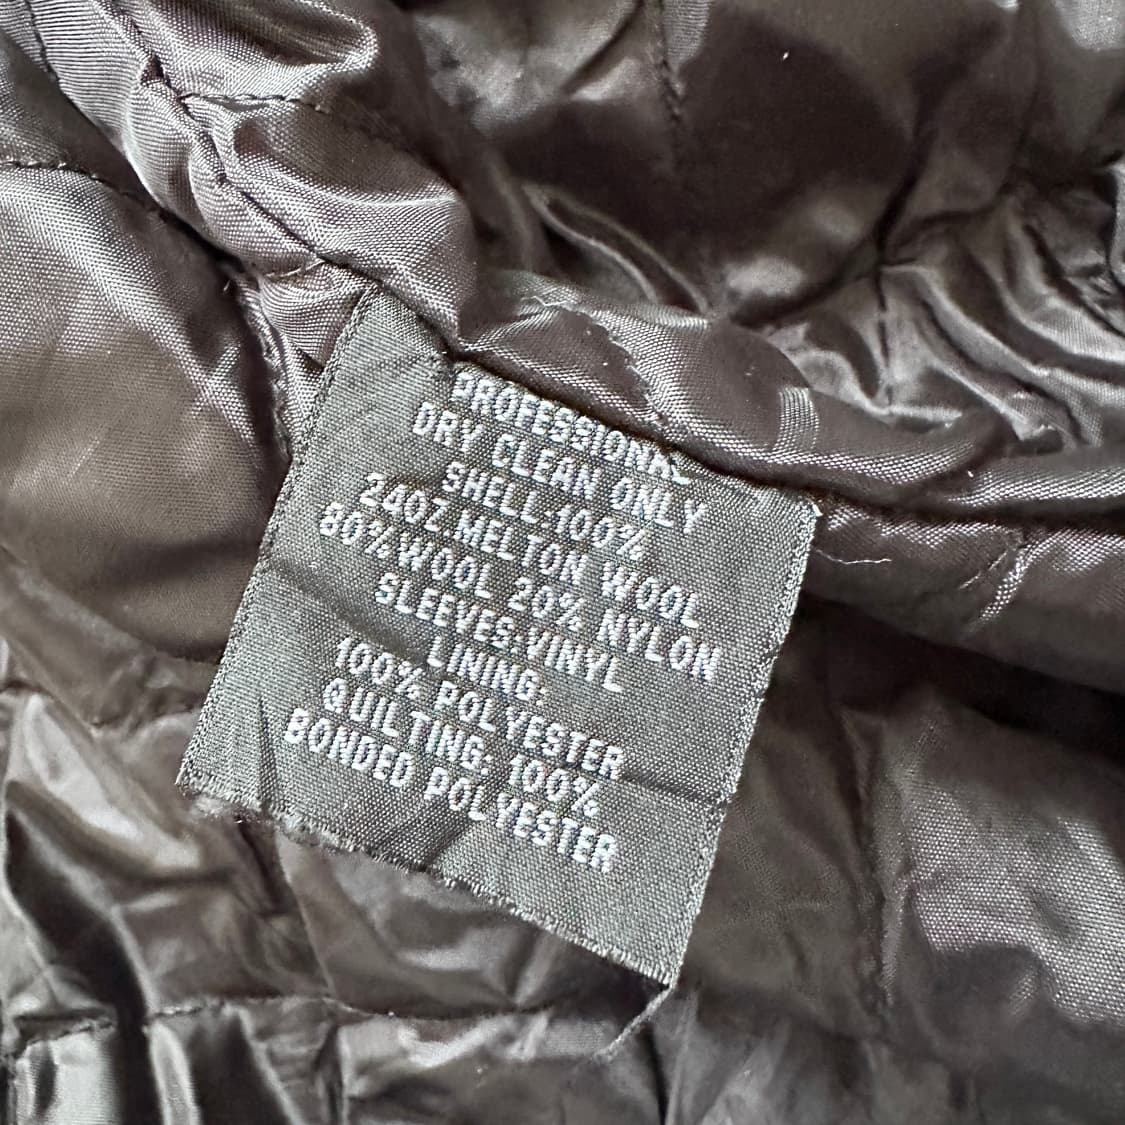 PROFESSIONAL
DRY CLEAN ONLY
SHELL:100%
24OZ.MELTON WOOL
80%WOOL 20% NYLON
SLEEVES:VINYL
LINING:
100% POLYESTER
QUILTING: 100%
BONDED POLYESTER